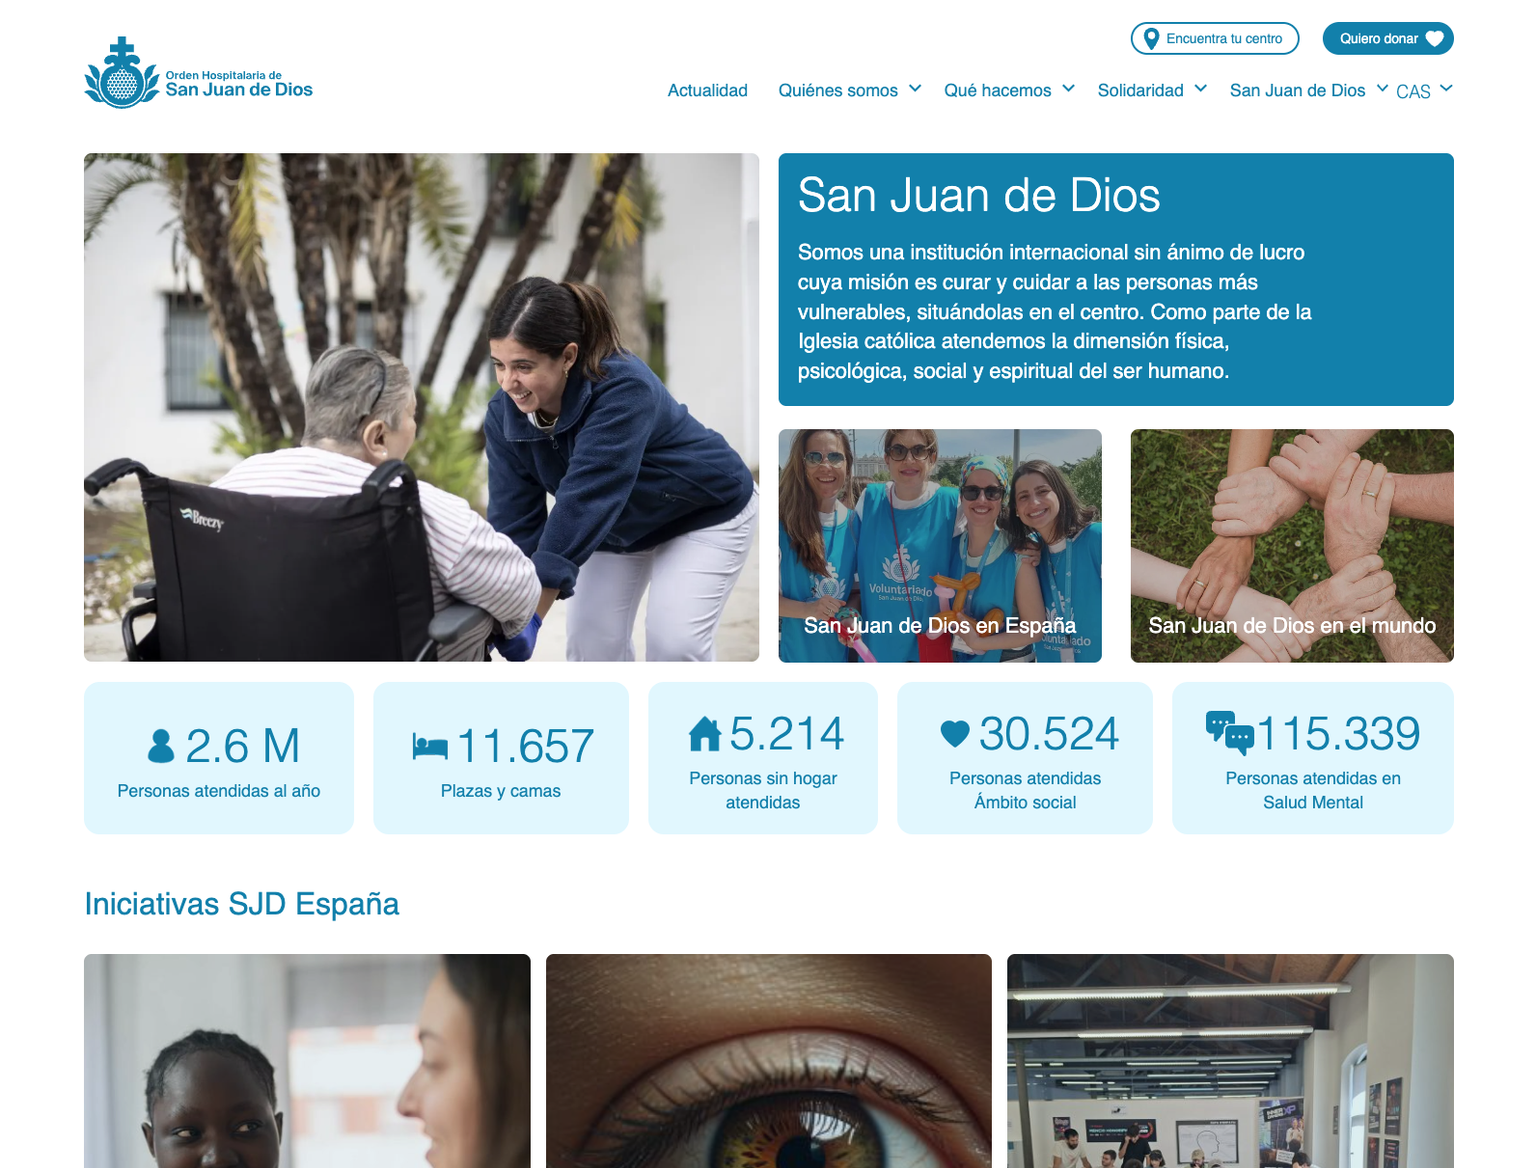 Encuentra tu centro
Quiero donar
Orden Hospitalaria de
San Juan de Dios
Actualidad
Quiénes somos
Qué hacemos
Solidaridad
San Juan de Dios
CAS
San Juan de Dios
Somos una institución internacional sin ánimo de lucro
cuya misión es curar y cuidar a las personas más
vulnerables, situándolas en el centro. Como parte de la
Iglesia católica atendemos la dimensión física,
psicológica, social y espiritual del ser humano.
Breezy
Voluntariado
San Juan de Dios
San Juan de Dios en España
San Juan de Dios en el mundo
2.6 M
Personas atendidas al año
11.657
Plazas y camas
5.214
Personas sin hogar
atendidas
30.524
Personas atendidas
Ámbito social
115.339
Personas atendidas en
Salud Mental
Iniciativas SJD España